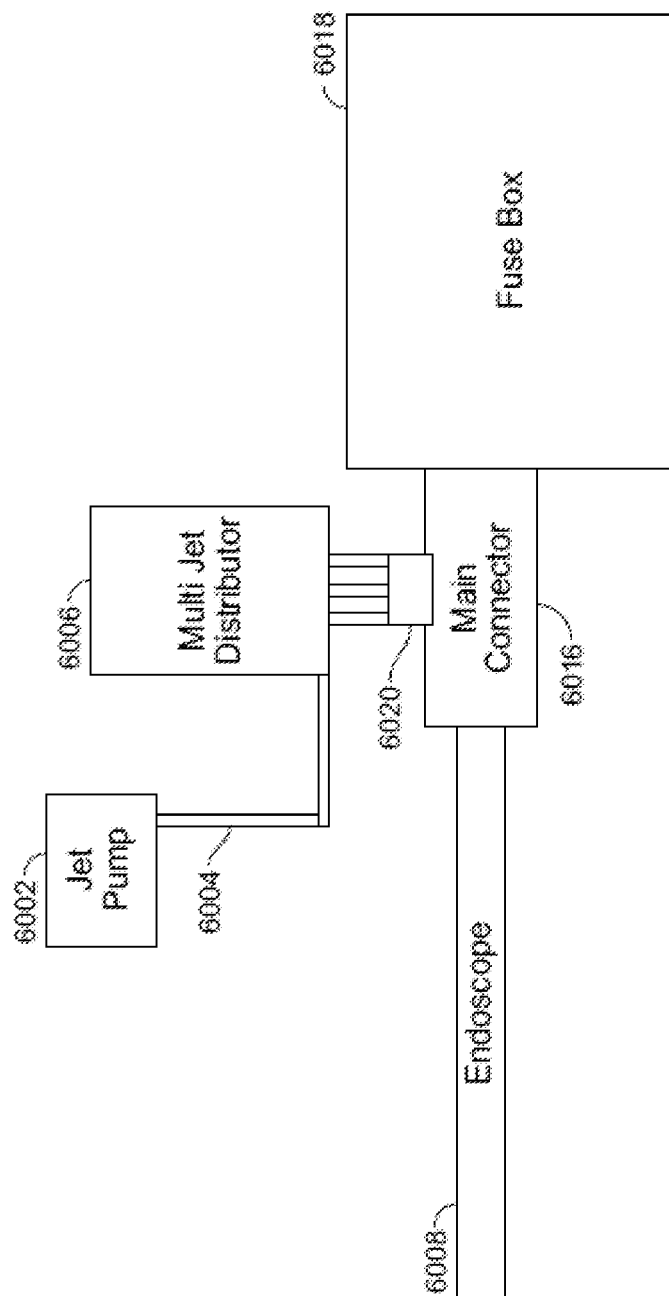 6002
Jet
Pump
6004
6006
Multi Jet
Distributor
6020
6008
Endoscope
Main
Connector
6016
6018
Fuse Box